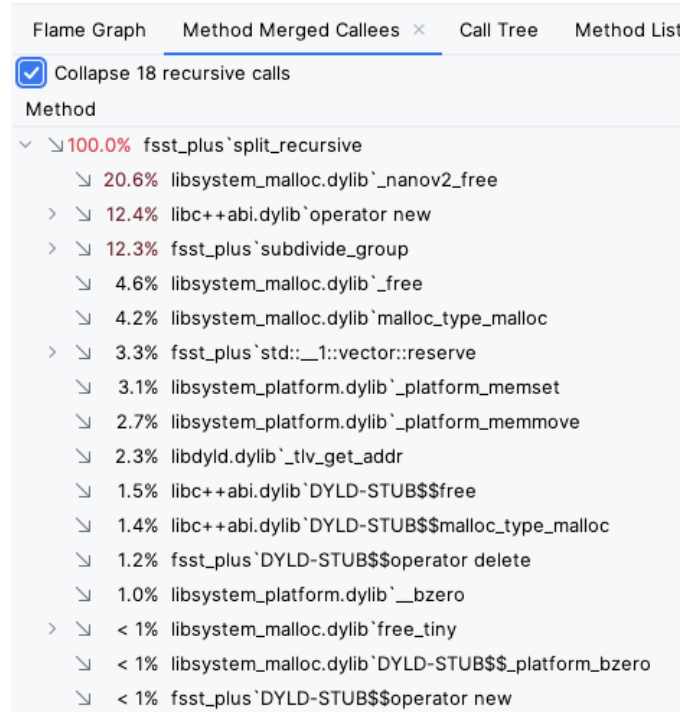 Flame Graph Method Merged Callees × Call Tree Method List
Collapse 18 recursive calls
Method
100.0% fsst_plus`split_recursive
20.6% libsystem_malloc.dylib`_nanov2_free
12.4% libc++abi.dylib`operator new
12.3% fsst_plus`subdivide_group
4.6% libsystem_malloc.dylib`_free
4.2% libsystem_malloc.dylib`malloc_type_malloc
3.3% fsst_plus`std::__1::vector::reserve
3.1% libsystem_platform.dylib`_platform_memset
2.7% libsystem_platform.dylib`_platform_memmove
2.3% libdyld.dylib`_tlv_get_addr
1.5% libc++abi.dylib`DYLD-STUB$$free
1.4% libc++abi.dylib`DYLD-STUB$$malloc_type_malloc
1.2% fsst_plus`DYLD-STUB$$operator delete
1.0% libsystem_platform.dylib`__bzero
< 1% libsystem_malloc.dylib`free_tiny
< 1% libsystem_malloc.dylib`DYLD-STUB$$_platform_bzero
< 1% fsst_plus`DYLD-STUB$$operator new